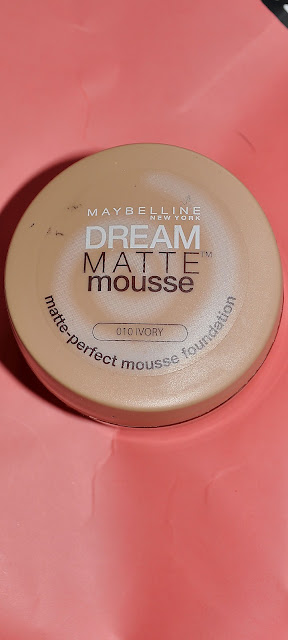 MAYBELLINE
NEW YORK
DREAM
MATTE™
mousse
010 IVORY
matte-perfect mousse foundation